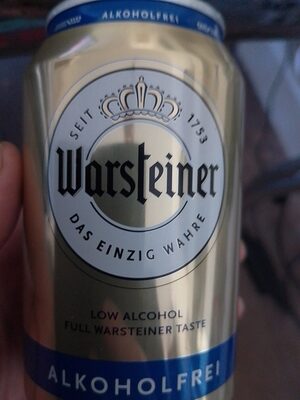 ALKOHOLFREI
SEIT 1753
Warsteiner
DAS EINZIG WAHRE
LOW ALCOHOL
FULL WARSTEINER TASTE
ALKOHOLFREI